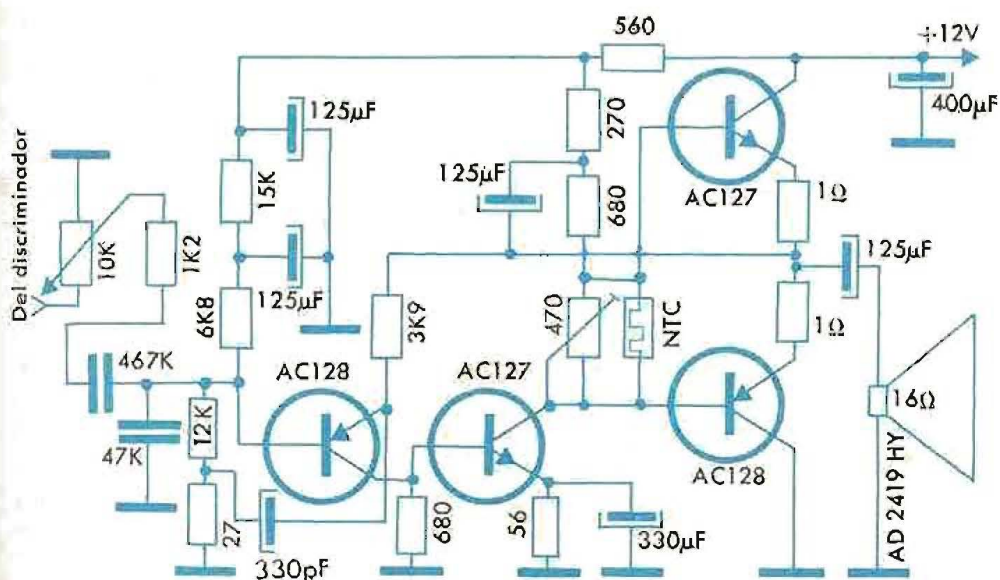 560
+12V
125µF
270
400µF
Del discriminador
15K
125µF
680
AC127
1Ω
10K
1K2
125µF
125µF
6K8
3K9
470
NTC
1Ω
467K
AC128
AC127
16Ω
47K
12K
AC128
AD 2419 HY
27
330pF
680
56
330µF